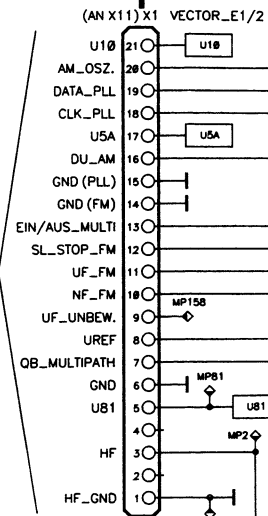 (AN X11) X1 VECTOR_E1/2
U10 21 U10
AM_OSZ. 20
DATA_PLL 19
CLK_PLL 18
U5A 17 U5A
DU_AM 16
GND (PLL) 15
GND (FM) 14
EIN/AUS_MULTI 13
SL_STOP_FM 12
UF_FM 11
NF_FM 10
MP158
UF_UNBEW. 9
UREF 8
QB_MULTIPATH 7
GND 6
MP81
U81 5 U81
4
MP2
HF 3
2
HF_GND 1